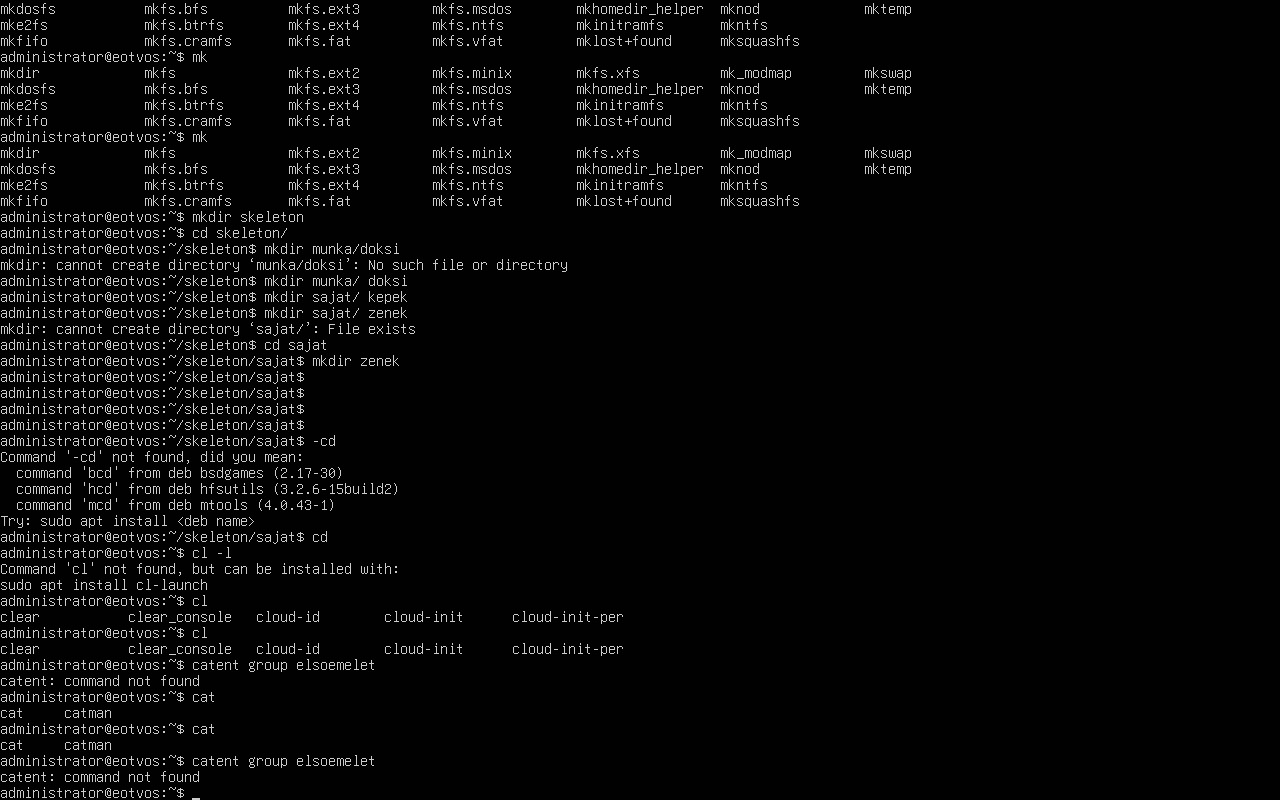 mkdosfs mkfs.bfs mkfs.ext3 mkfs.msdos mkhomedir_helper mknod mktemp
mke2fs mkfs.btrfs mkfs.ext4 mkfs.ntfs mkinitramfs mkntfs
mkfifo mkfs.cramfs mkfs.fat mkfs.vfat mklost+found mksquashfs
administrator@eotvos:~$ mk
mkdir mkfs mkfs.ext2 mkfs.minix mkfs.xfs mk_modmap mkswap
mkdosfs mkfs.bfs mkfs.ext3 mkfs.msdos mkhomedir_helper mknod mktemp
mke2fs mkfs.btrfs mkfs.ext4 mkfs.ntfs mkinitramfs mkntfs
mkfifo mkfs.cramfs mkfs.fat mkfs.vfat mklost+found mksquashfs
administrator@eotvos:~$ mk
mkdir mkfs mkfs.ext2 mkfs.minix mkfs.xfs mk_modmap mkswap
mkdosfs mkfs.bfs mkfs.ext3 mkfs.msdos mkhomedir_helper mknod mktemp
mke2fs mkfs.btrfs mkfs.ext4 mkfs.ntfs mkinitramfs mkntfs
mkfifo mkfs.cramfs mkfs.fat mkfs.vfat mklost+found mksquashfs
administrator@eotvos:~$ mkdir skeleton
administrator@eotvos:~$ cd skeleton/
administrator@eotvos:~/skeleton$ mkdir munka/doksi
mkdir: cannot create directory ‘munka/doksi’: No such file or directory
administrator@eotvos:~/skeleton$ mkdir munka/ doksi
administrator@eotvos:~/skeleton$ mkdir sajat/ kepek
administrator@eotvos:~/skeleton$ mkdir sajat/ zenek
mkdir: cannot create directory ‘sajat/’: File exists
administrator@eotvos:~/skeleton$ cd sajat
administrator@eotvos:~/skeleton/sajat$ mkdir zenek
administrator@eotvos:~/skeleton/sajat$
administrator@eotvos:~/skeleton/sajat$
administrator@eotvos:~/skeleton/sajat$
administrator@eotvos:~/skeleton/sajat$
administrator@eotvos:~/skeleton/sajat$ -cd
Command '-cd' not found, did you mean:
command 'bcd' from deb bsdgames (2.17-30)
command 'hcd' from deb hfsutils (3.2.6-15build2)
command 'mcd' from deb mtools (4.0.43-1)
Try: sudo apt install <deb name>
administrator@eotvos:~/skeleton/sajat$ cd
administrator@eotvos:~$ cl -l
Command 'cl' not found, but can be installed with:
sudo apt install cl-launch
administrator@eotvos:~$ cl
clear clear_console cloud-id cloud-init cloud-init-per
administrator@eotvos:~$ cl
clear clear_console cloud-id cloud-init cloud-init-per
administrator@eotvos:~$ catent group elsoemelet
catent: command not found
administrator@eotvos:~$ cat
cat catman
administrator@eotvos:~$ cat
cat catman
administrator@eotvos:~$ catent group elsoemelet
catent: command not found
administrator@eotvos:~$ _